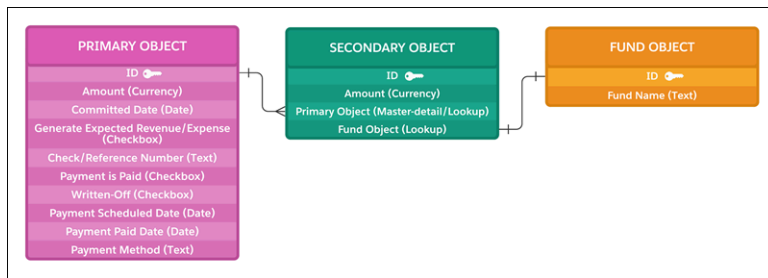 PRIMARY OBJECT
ID
Amount (Currency)
Committed Date (Date)
Generate Expected Revenue/Expense
(Checkbox)
Check/Reference Number (Text)
Payment is Paid (Checkbox)
Written-Off (Checkbox)
Payment Scheduled Date (Date)
Payment Paid Date (Date)
Payment Method (Text)
SECONDARY OBJECT
ID
Amount (Currency)
Primary Object (Master-detail/Lookup)
Fund Object (Lookup)
FUND OBJECT
ID
Fund Name (Text)